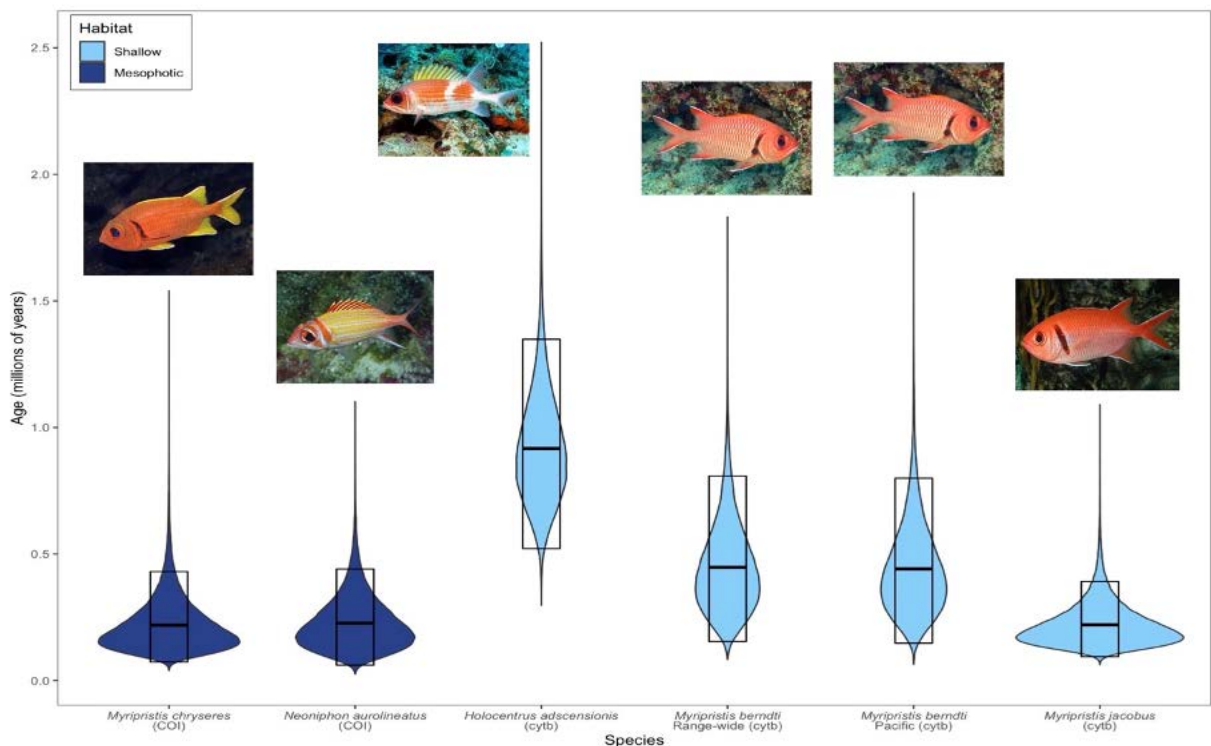 Habitat
Shallow
Mesophotic
Age (millions of years)
2.5
2.0
1.5
1.0
0.5
0.0
Myripristis chryseres
(COI)
Neoniphon aurolineatus
(COI)
Holocentrus adscensionis
(cytb)
Myripristis berndti
Range-wide (cytb)
Myripristis berndti
Pacific (cytb)
Myripristis jacobus
(cytb)
Species